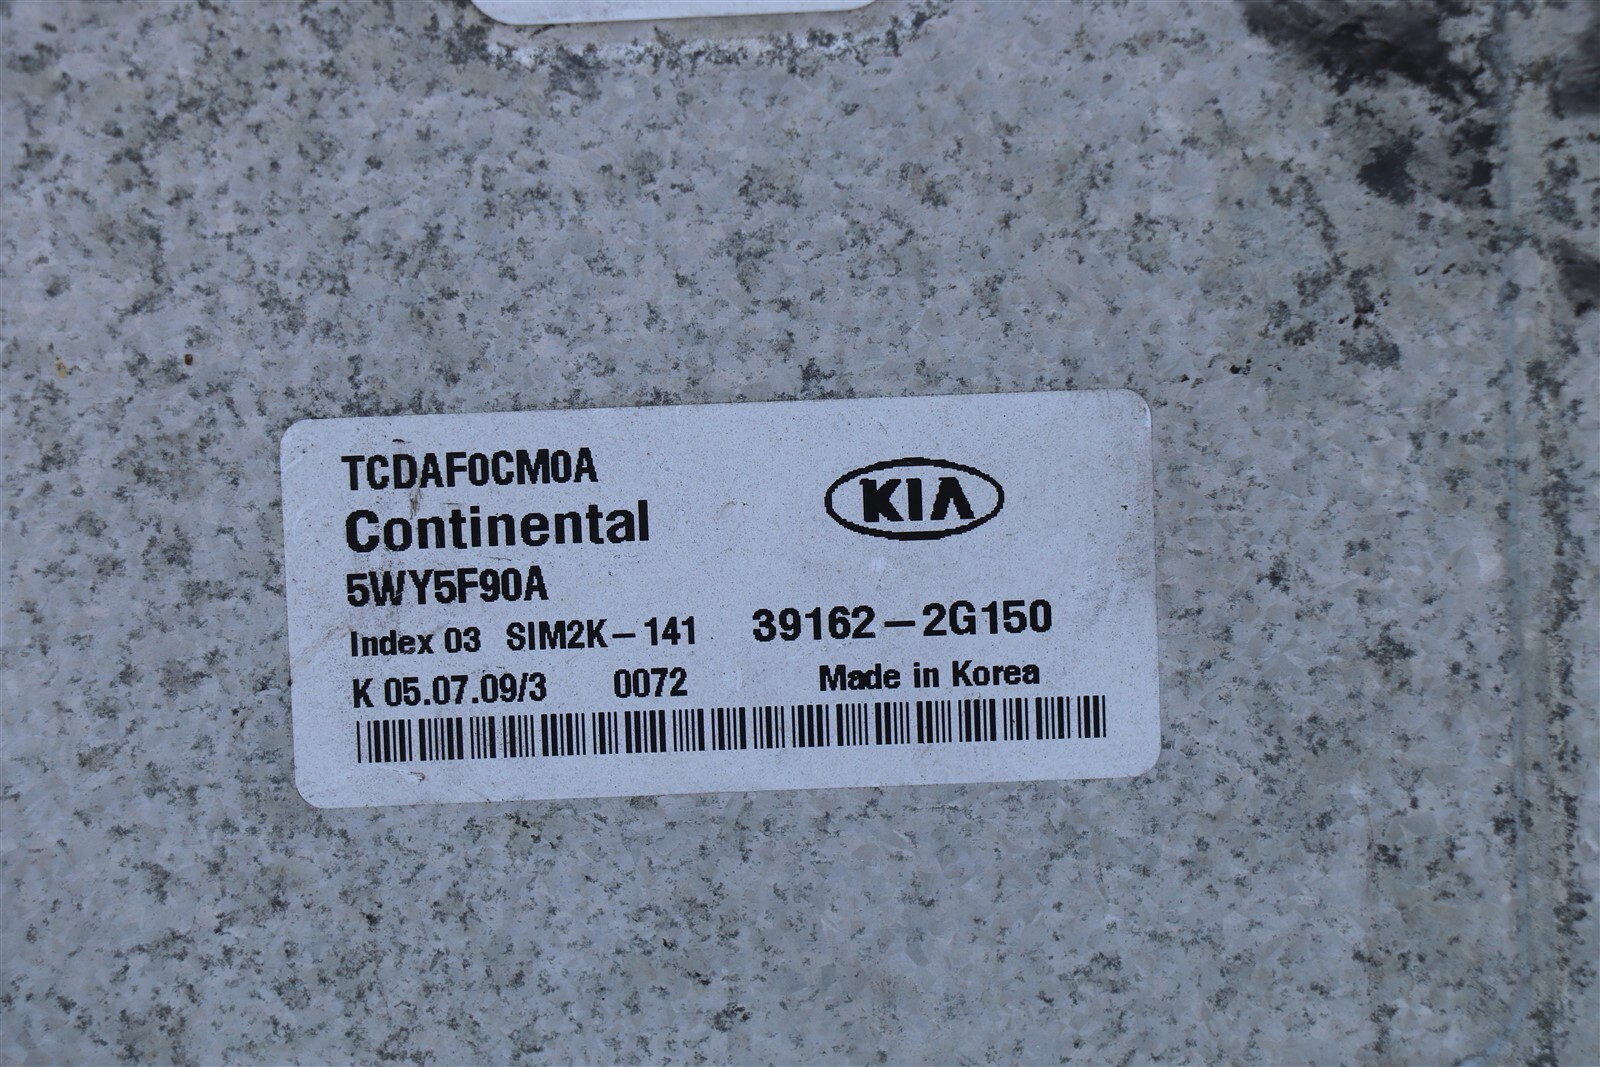 TCDAF0CM0A
Continental
KIA
5WY5F90A
Index 03 SIM2K-141 39162-2G150
K 05.07.09/3 0072 Made in Korea